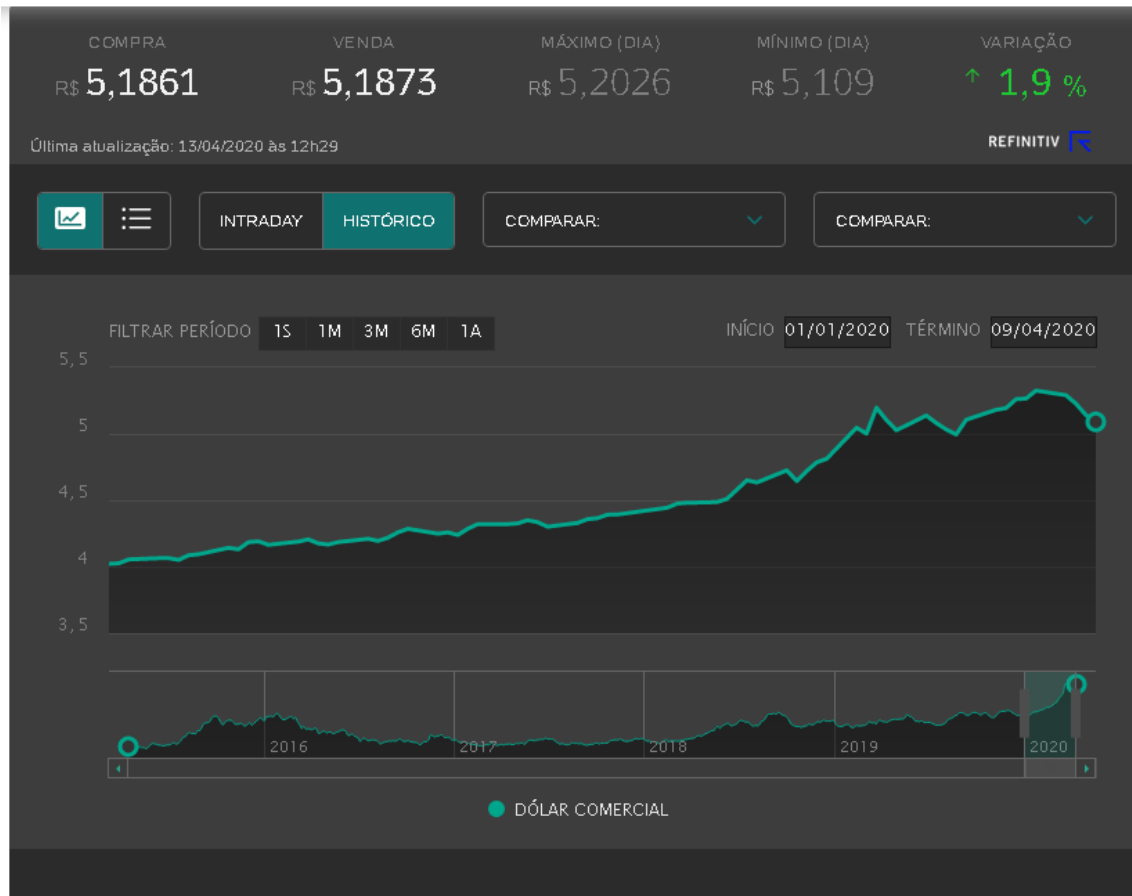 COMPRA VENDA MÁXIMO (DIA) MÍNIMO (DIA) VARIAÇÃO
R$ 5,1861 R$ 5,1873 R$ 5,2026 R$ 5,109 ↑ 1,9 %
Última atualização: 13/04/2020 às 12h29 REFINITIV
INTRADAY HISTÓRICO COMPARAR: COMPARAR:
FILTRAR PERÍODO 1S 1M 3M 6M 1A INÍCIO 01/01/2020 TÉRMINO 09/04/2020
5,5
5
4,5
4
3,5
2016 2017 2018 2019 2020
DÓLAR COMERCIAL